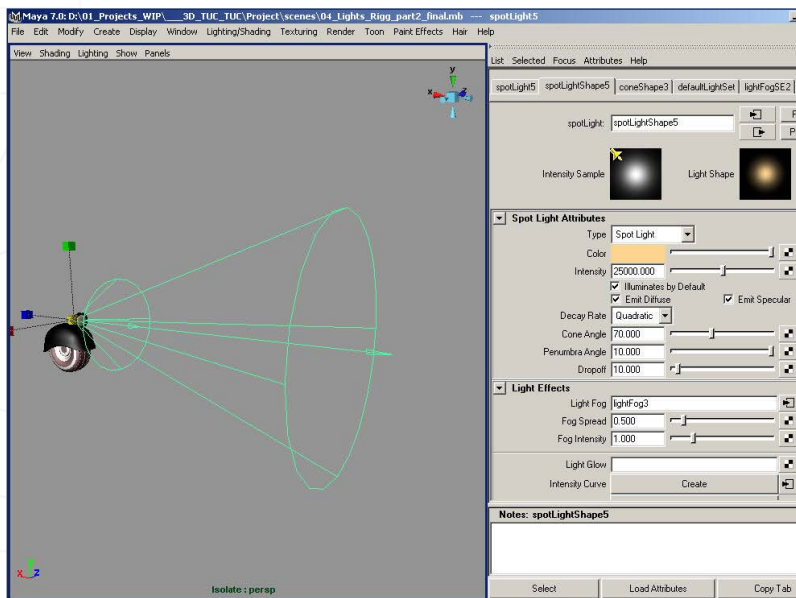 Maya 7.0: D:\01_Projects_WIP\___3D_TUC_TUC\Project\scenes\04_Lights_Rigg_part2_final.mb --- spotLight5
File Edit Modify Create Display Window Lighting/Shading Texturing Render Toon Paint Effects Hair Help
View Shading Lighting Show Panels
List Selected Focus Attributes Help
spotLight5 spotLightShape5 coneShape3 defaultLightSet lightFogSE2
spotLight: spotLightShape5
Intensity Sample Light Shape
Spot Light Attributes
Type Spot Light
Color
Intensity 25000.000
Illuminates by Default
Emit Diffuse Emit Specular
Decay Rate Quadratic
Cone Angle 70.000
Penumbra Angle 10.000
Dropoff 10.000
Light Effects
Light Fog lightFog3
Fog Spread 0.500
Fog Intensity 1.000
Light Glow
Intensity Curve Create
Notes: spotLightShape5
Select Load Attributes Copy Tab
y
x z
x z
Isolate : persp